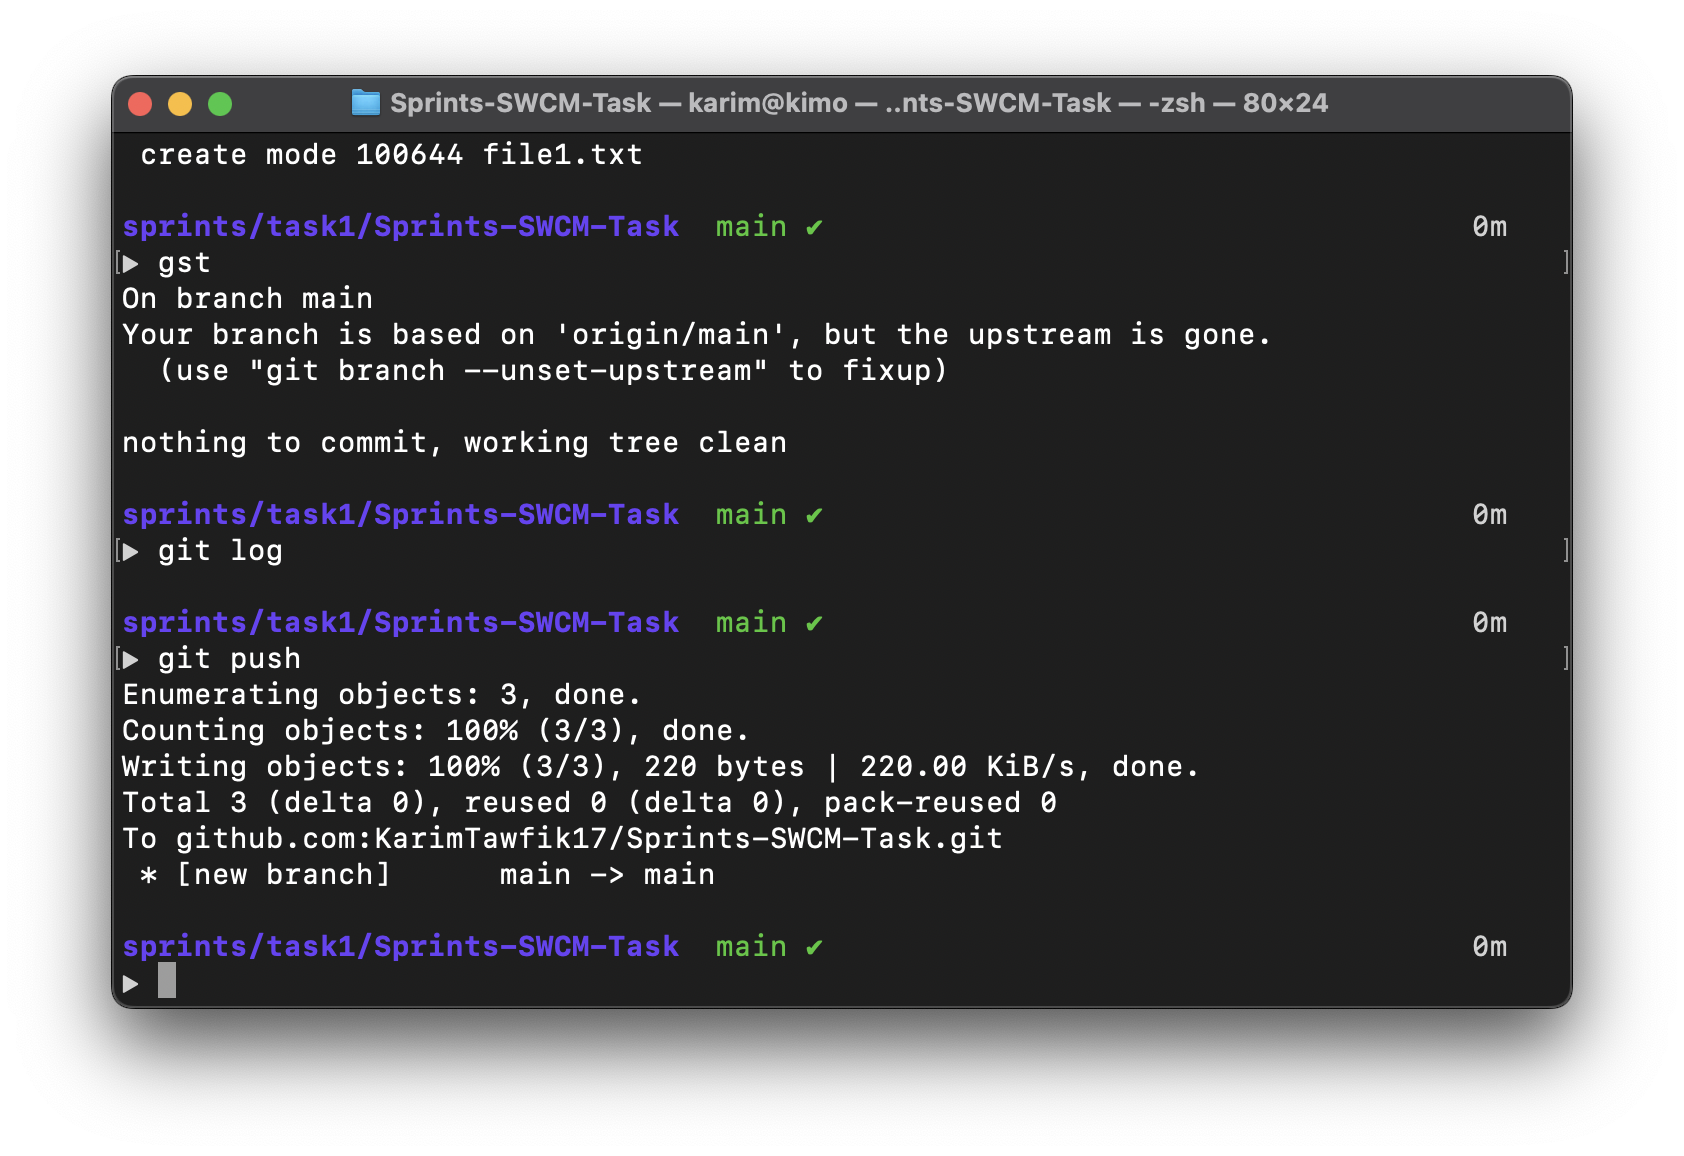 Sprints-SWCM-Task — karim@kimo — ..nts-SWCM-Task — -zsh — 80×24
create mode 100644 file1.txt
sprints/task1/Sprints-SWCM-Task main ✔ 0m
[▶ gst ]
On branch main
Your branch is based on 'origin/main', but the upstream is gone.
(use "git branch --unset-upstream" to fixup)
nothing to commit, working tree clean
sprints/task1/Sprints-SWCM-Task main ✔ 0m
[▶ git log ]
sprints/task1/Sprints-SWCM-Task main ✔ 0m
[▶ git push ]
Enumerating objects: 3, done.
Counting objects: 100% (3/3), done.
Writing objects: 100% (3/3), 220 bytes | 220.00 KiB/s, done.
Total 3 (delta 0), reused 0 (delta 0), pack-reused 0
To github.com:KarimTawfik17/Sprints-SWCM-Task.git
* [new branch] main -> main
sprints/task1/Sprints-SWCM-Task main ✔ 0m
▶